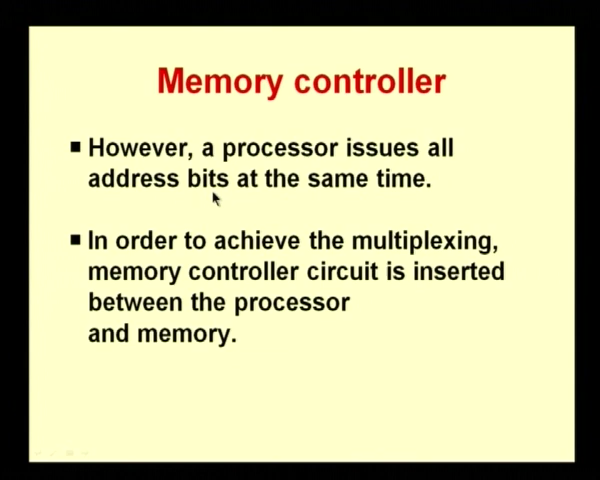 Memory controller
However, a processor issues all
address bits at the same time.
In order to achieve the multiplexing,
memory controller circuit is inserted
between the processor
and memory.